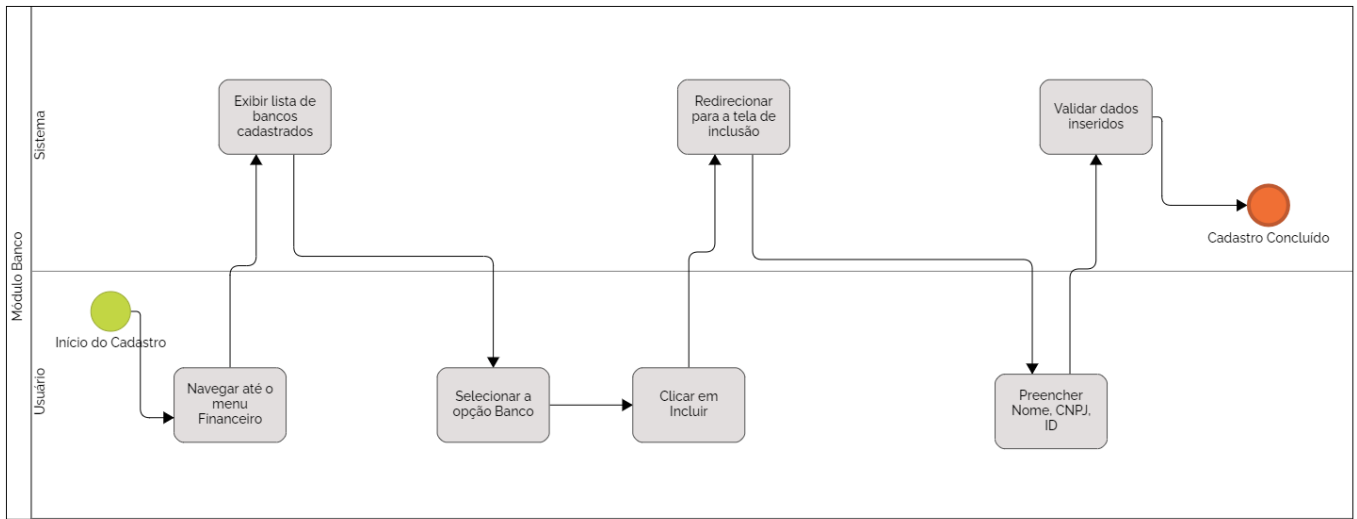 Módulo Banco
Sistema
Exibir lista de
bancos
cadastrados
Redirecionar
para a tela de
inclusão
Validar dados
inseridos
Cadastro Concluído
Usuário
Início do Cadastro
Navegar até o
menu
Financeiro
Selecionar a
opção Banco
Clicar em
Incluir
Preencher
Nome, CNPJ,
ID